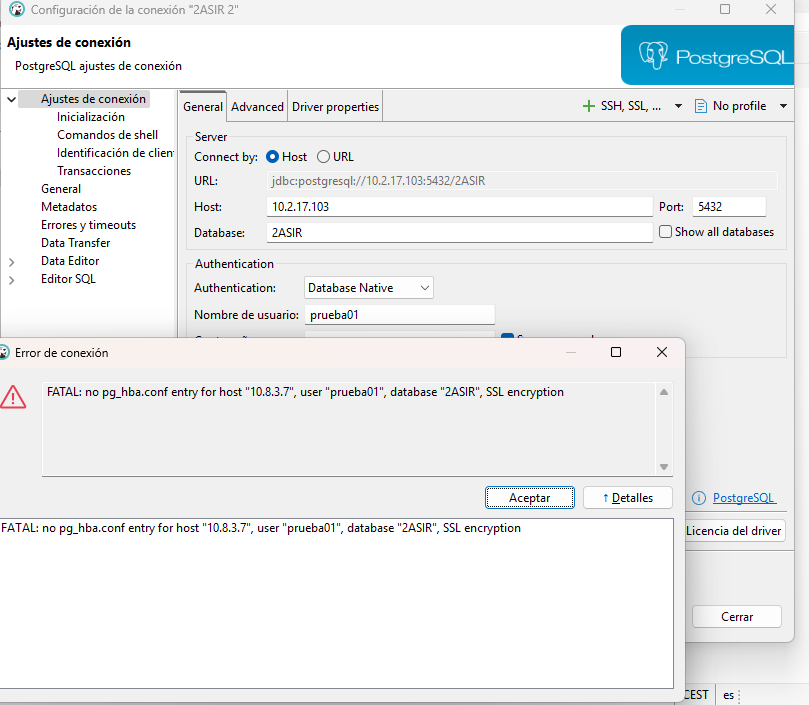 Configuración de la conexión "2ASIR 2"
Ajustes de conexión
PostgreSQL ajustes de conexión
PostgreSQL
Ajustes de conexión
Inicialización
Comandos de shell
Identificación de clien
Transacciones
General
Metadatos
Errores y timeouts
Data Transfer
Data Editor
Editor SQL
General
Advanced
Driver properties
SSH, SSL, ...
No profile
Server
Connect by: Host URL
URL: jdbc:postgresql://10.2.17.103:5432/2ASIR
Host: 10.2.17.103 Port: 5432
Database: 2ASIR Show all databases
Authentication
Authentication: Database Native
Nombre de usuario: prueba01
Error de conexión
FATAL: no pg_hba.conf entry for host "10.8.3.7", user "prueba01", database "2ASIR", SSL encryption
Aceptar
↑ Detalles
FATAL: no pg_hba.conf entry for host "10.8.3.7", user "prueba01", database "2ASIR", SSL encryption
PostgreSQL
Licencia del driver
Cerrar
CEST es